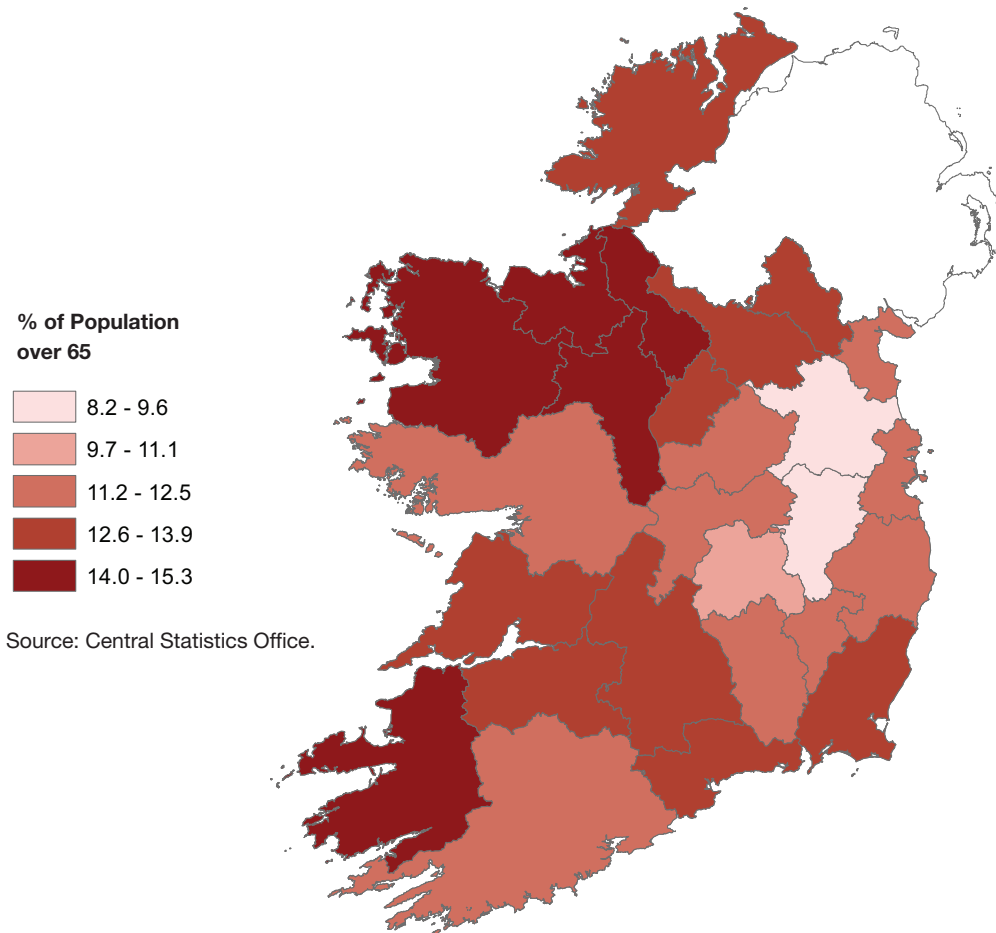 % of Population
over 65
8.2 - 9.6
9.7 - 11.1
11.2 - 12.5
12.6 - 13.9
14.0 - 15.3
Source: Central Statistics Office.